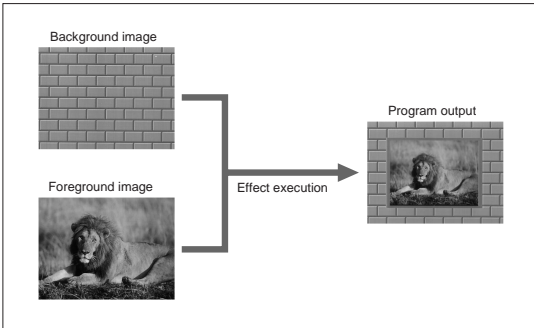 Background image
Foreground image
Effect execution
Program output